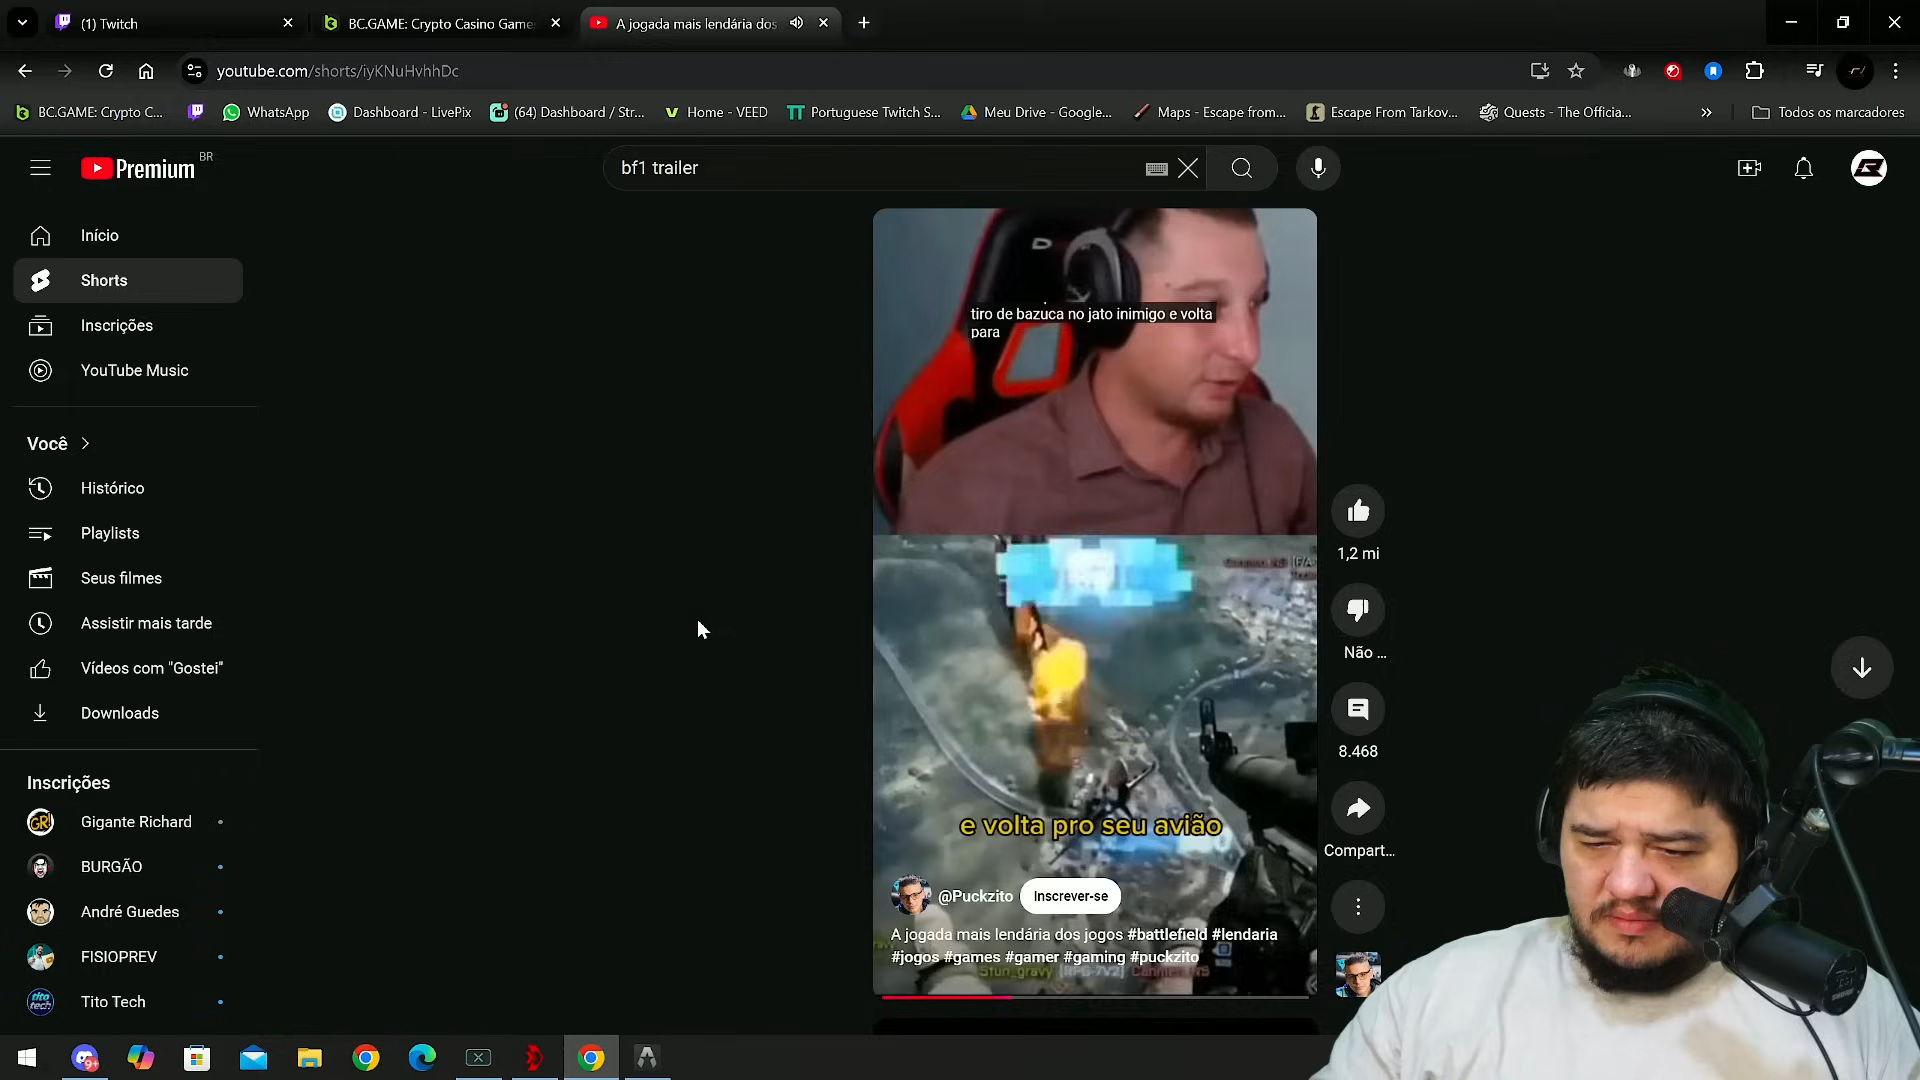 (1) Twitch
BC.GAME: Crypto Casino Game
A jogada mais lendária dos
youtube.com/shorts/iyKNuHvhhDc
BC.GAME: Crypto C...
WhatsApp
Dashboard - LivePix
(64) Dashboard / Str...
Home - VEED
Portuguese Twitch S...
Meu Drive - Google...
Maps - Escape from...
Escape From Tarkov...
Quests - The Officia...
Todos os marcadores
Premium
BR
bf1 trailer
Início
Shorts
Inscrições
YouTube Music
Você
Histórico
Playlists
Seus filmes
Assistir mais tarde
Vídeos com "Gostei"
Downloads
Inscrições
Gigante Richard
BURGÃO
André Guedes
FISIOPREV
Tito Tech
tiro de bazuca no jato inimigo e volta
para
e volta pro seu avião
@Puckzito
Inscrever-se
A jogada mais lendária dos jogos #battlefield #lendaria
#jogos #games #gamer #gaming #puckzito
Stun_gravy [RPG-7V2]
1,2 mi
Não ...
8.468
Compart...